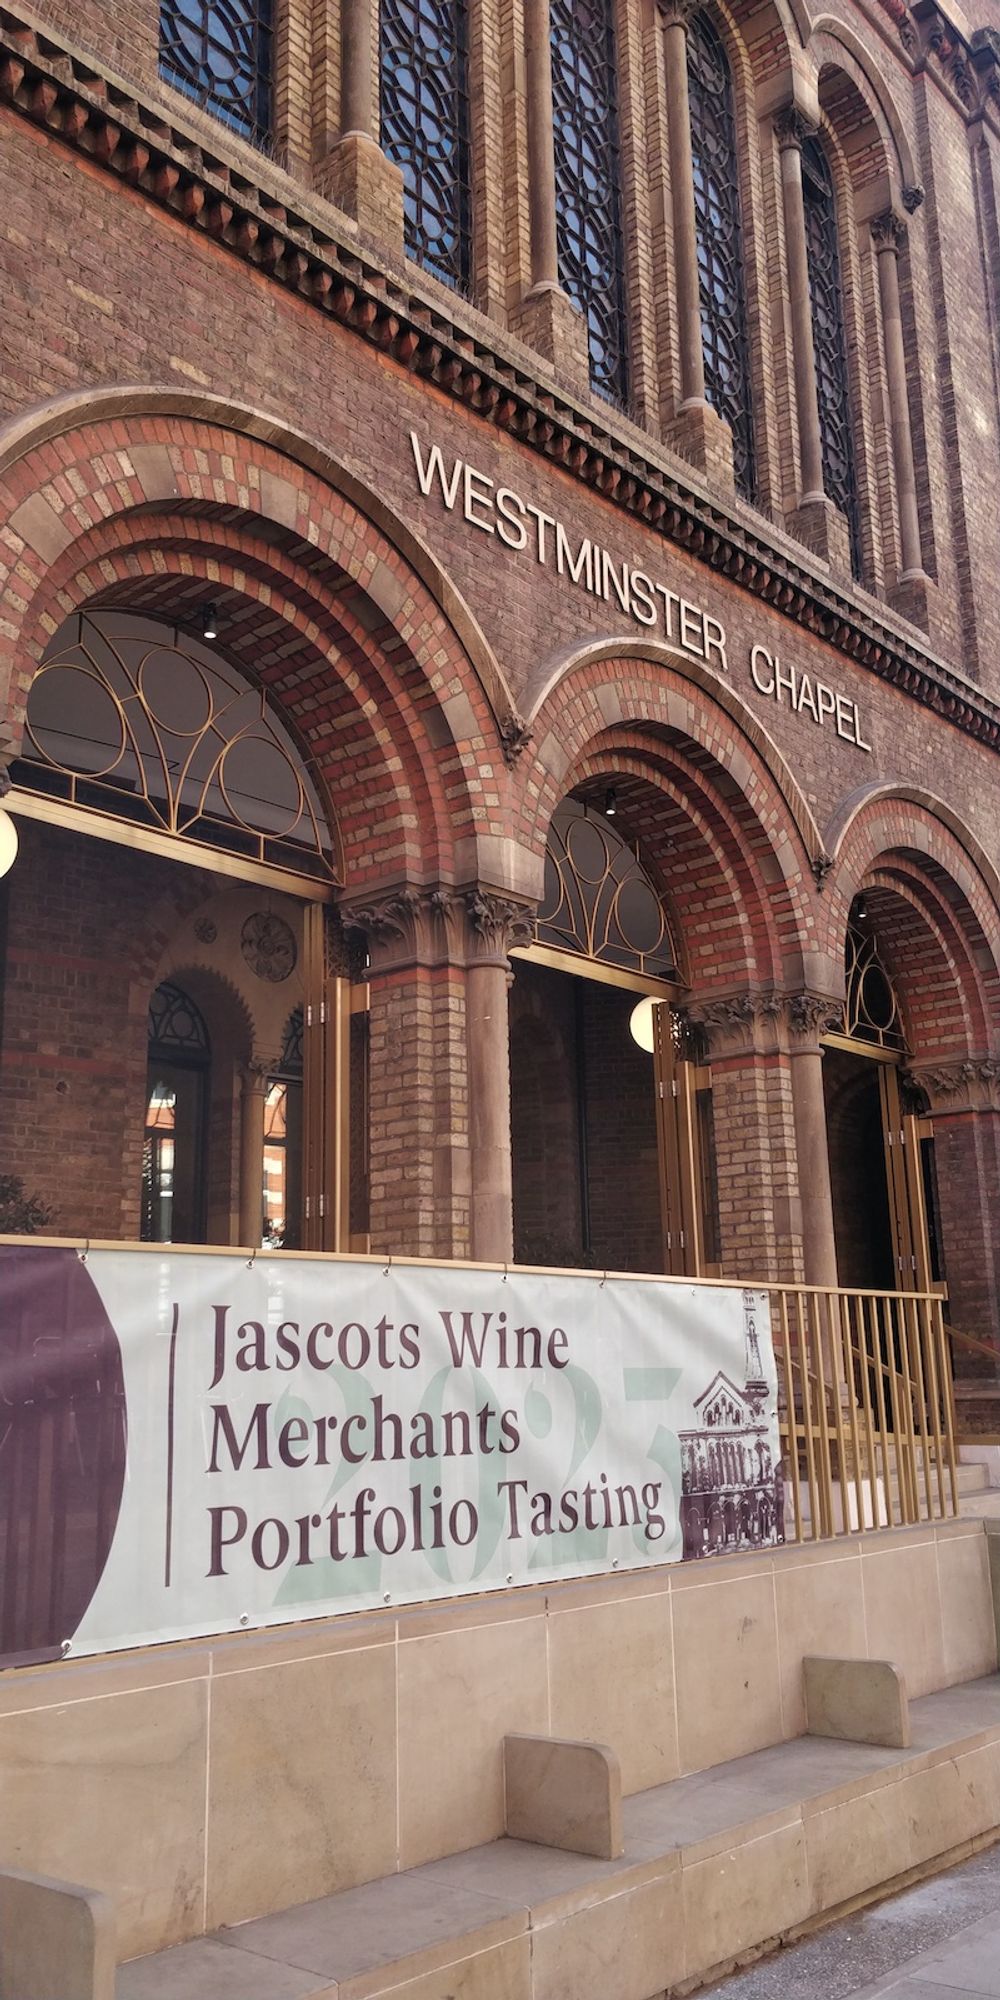 WESTMINSTER CHAPEL
Jascots Wine
Merchants
Portfolio Tasting
2023